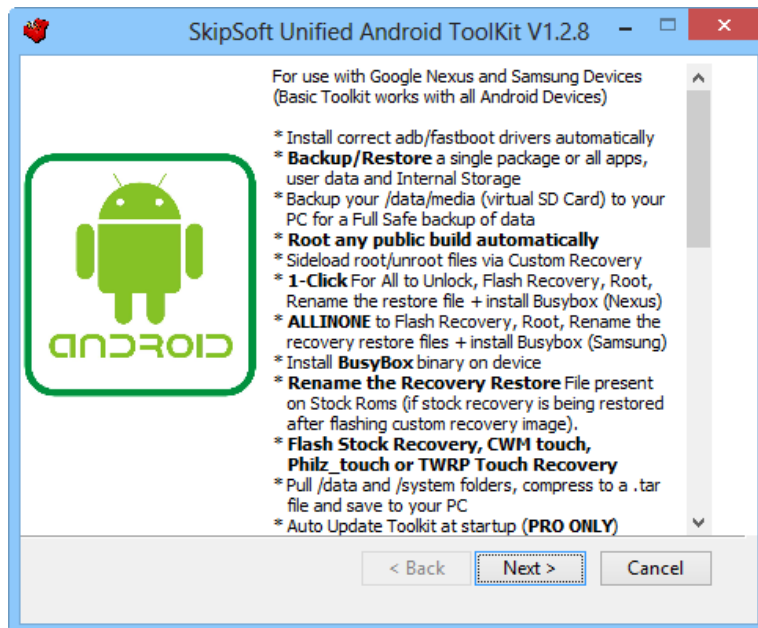 SkipSoft Unified Android ToolKit V1.2.8
For use with Google Nexus and Samsung Devices
(Basic Toolkit works with all Android Devices)
* Install correct adb/fastboot drivers automatically
* Backup/Restore a single package or all apps,
user data and Internal Storage
* Backup your /data/media (virtual SD Card) to your
PC for a Full Safe backup of data
* Root any public build automatically
* Sideload root/unroot files via Custom Recovery
* 1-Click For All to Unlock, Flash Recovery, Root,
Rename the restore file + install Busybox (Nexus)
* ALLINONE to Flash Recovery, Root, Rename the
recovery restore files + install Busybox (Samsung)
* Install BusyBox binary on device
* Rename the Recovery Restore File present
on Stock Roms (if stock recovery is being restored
after flashing custom recovery image).
* Flash Stock Recovery, CWM touch,
Philz_touch or TWRP Touch Recovery
* Pull /data and /system folders, compress to a .tar
file and save to your PC
* Auto Update Toolkit at startup (PRO ONLY)
ANDROID
< Back
Next >
Cancel